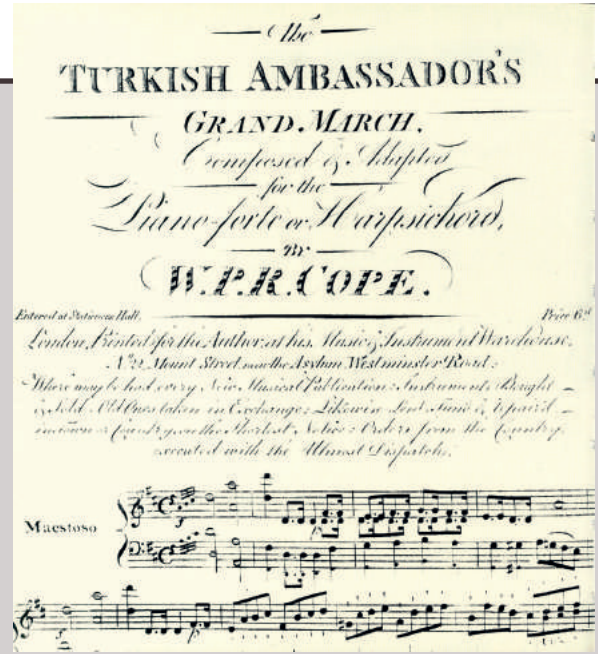 The
TURKISH AMBASSADOR'S
GRAND MARCH.
Composed & Adapted
for the
Piano-forte or Harpsichord,
BY
W.P.R.COPE.
Entered at Stationers Hall.
Price 6.d
London, Printed for the Author, at his Music & Instrument Warehouse,
No. 22 Mount Street, near the Asylum, Westminster Road;
Where may be had every New Musical Publication; Instruments Bought
& Sold, Old Ones taken in Exchange; Likewise Lent, Tuned, & Repair'd
in Town & Country, on the Shortest Notice; Orders from the Country,
executed with the Utmost Dispatch.
Maestoso